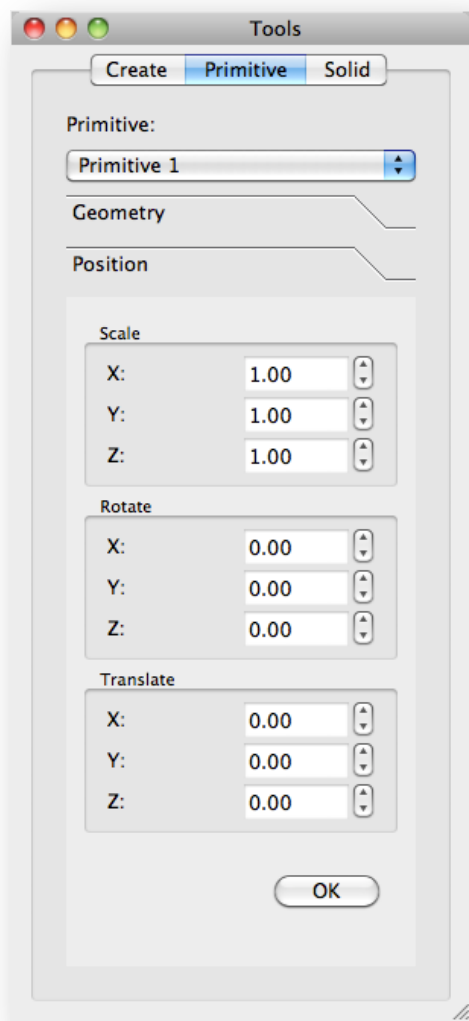 Tools
Create Primitive Solid
Primitive:
Primitive 1
Geometry
Position
Scale
X: 1.00
Y: 1.00
Z: 1.00
Rotate
X: 0.00
Y: 0.00
Z: 0.00
Translate
X: 0.00
Y: 0.00
Z: 0.00
OK